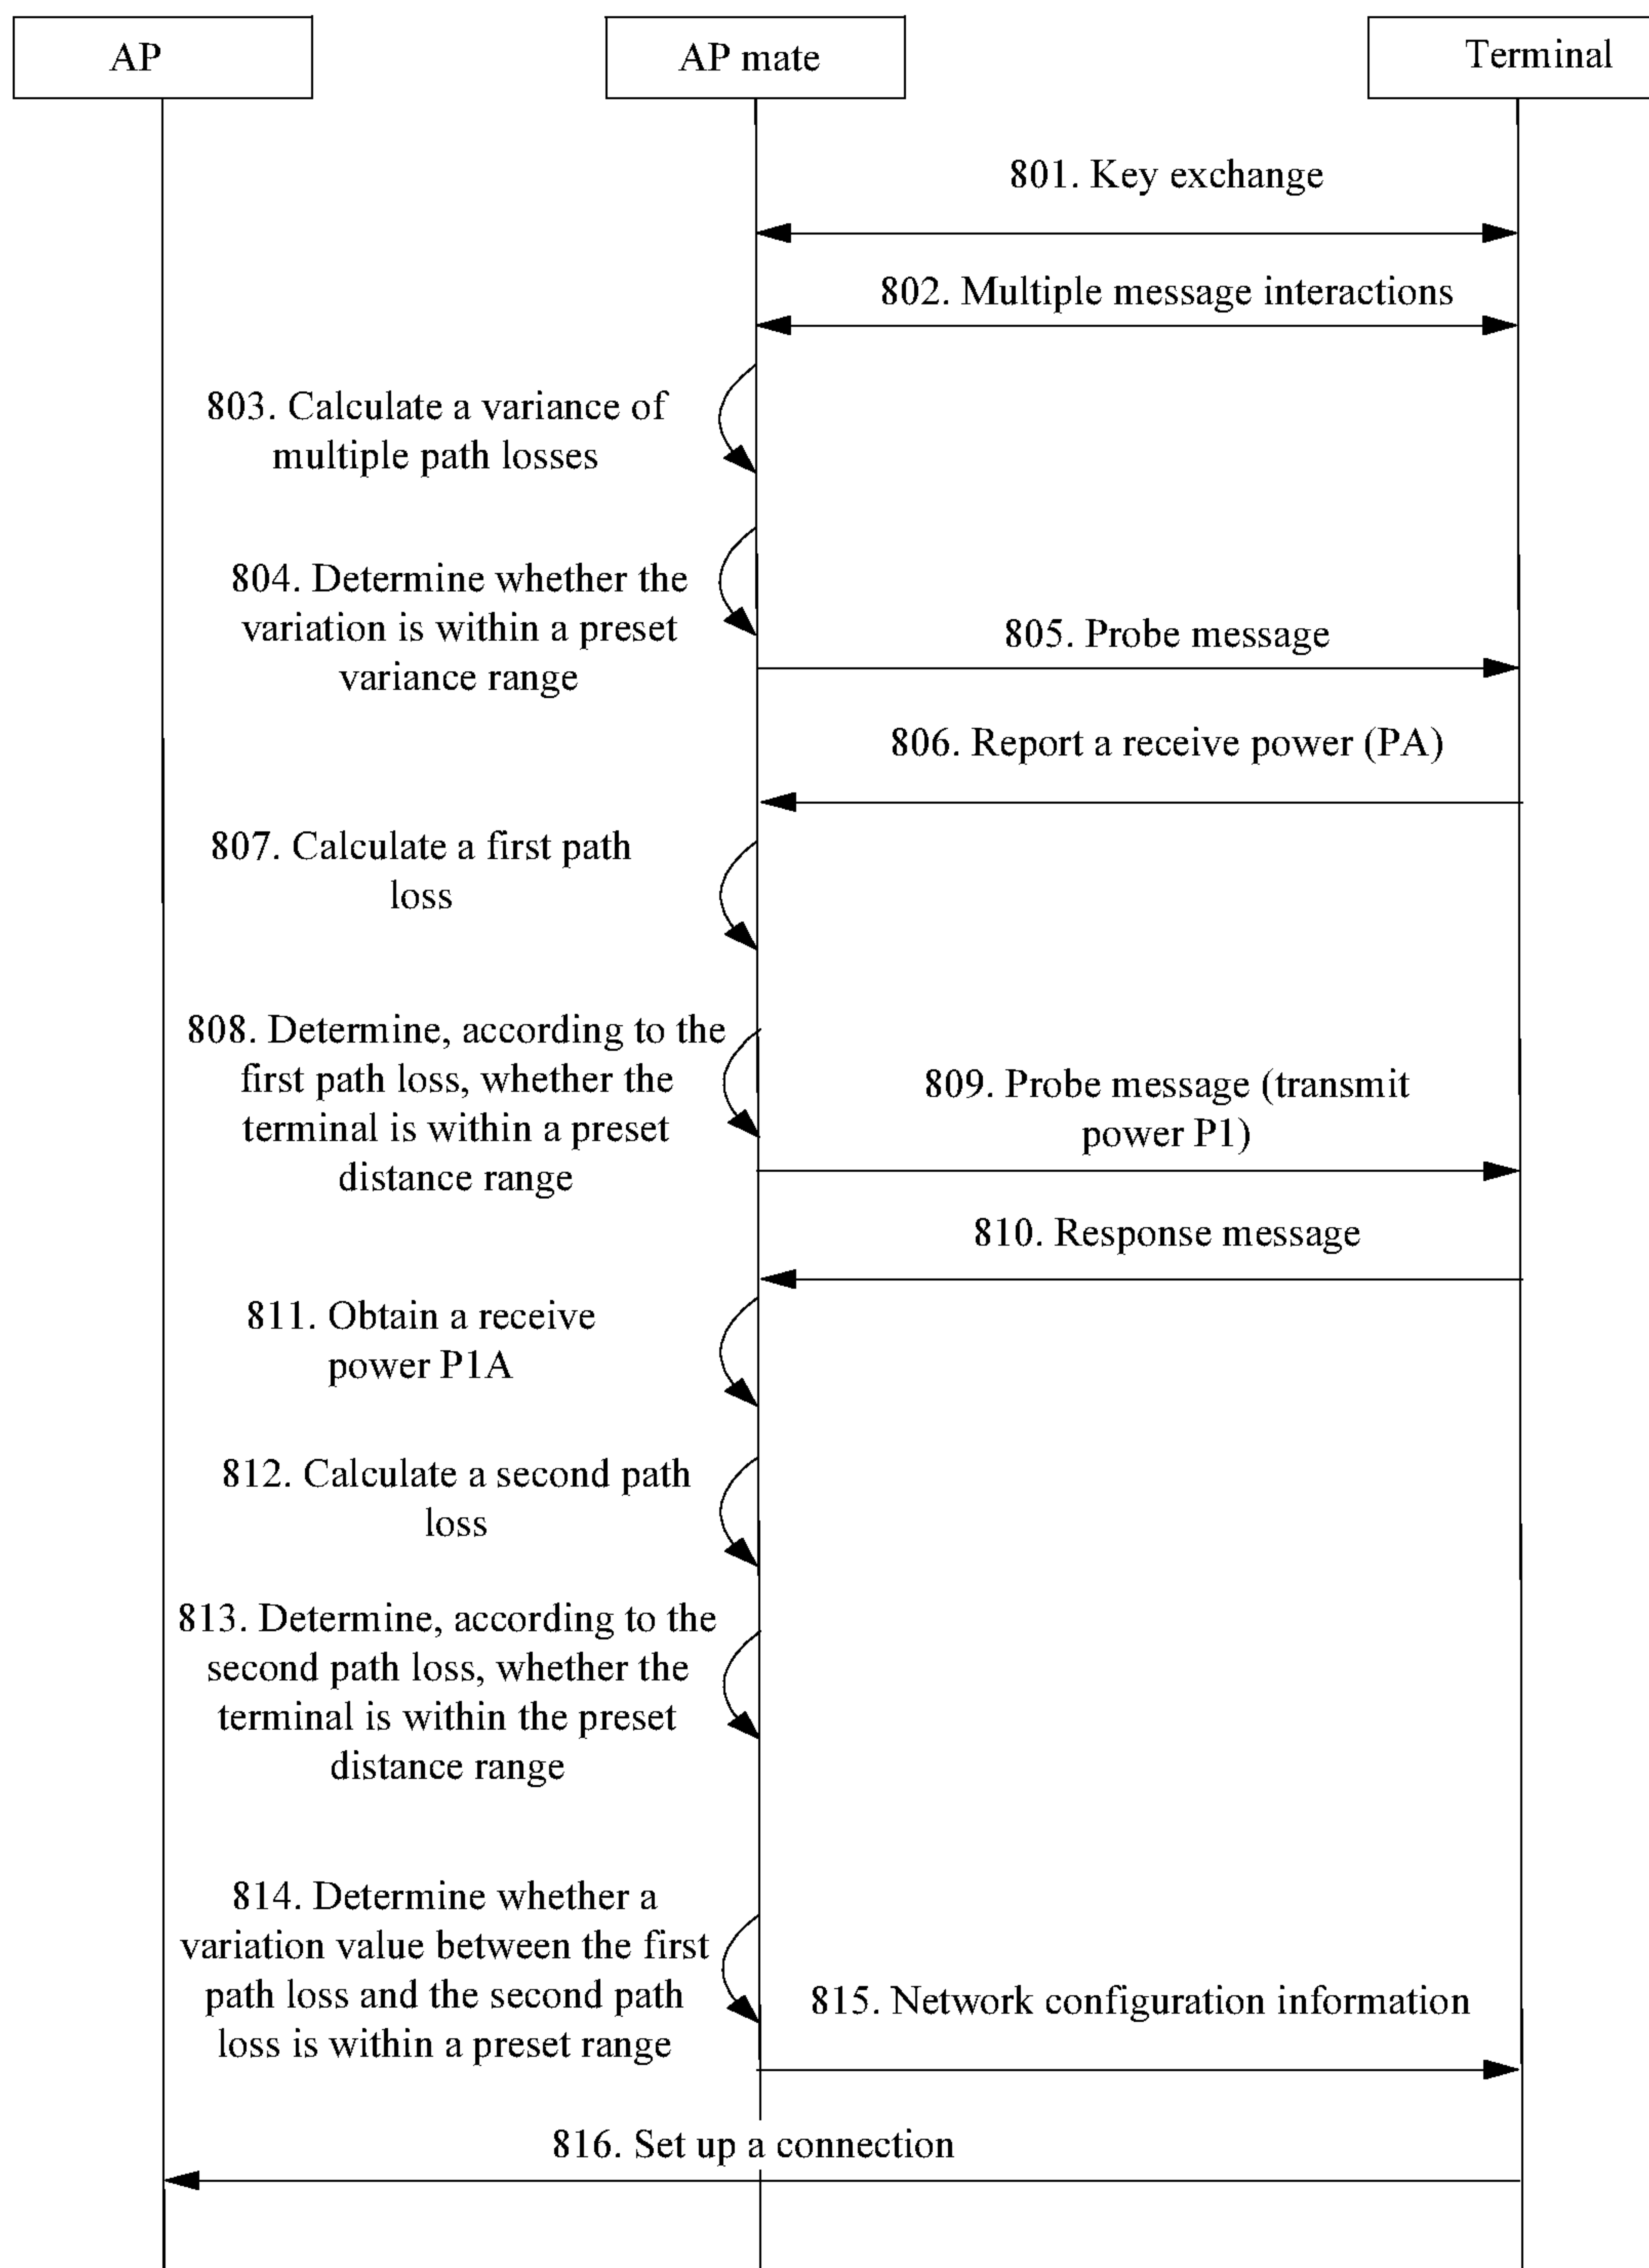 AP
AP mate
Terminal
801. Key exchange
802. Multiple message interactions
803. Calculate a variance of
multiple path losses
804. Determine whether the
variation is within a preset
variance range
805. Probe message
806. Report a receive power (PA)
807. Calculate a first path
loss
808. Determine, according to the
first path loss, whether the
terminal is within a preset
distance range
809. Probe message (transmit
power P1)
810. Response message
811. Obtain a receive
power P1A
812. Calculate a second path
loss
813. Determine, according to the
second path loss, whether the
terminal is within the preset
distance range
814. Determine whether a
variation value between the first
path loss and the second path
loss is within a preset range
815. Network configuration information
816. Set up a connection